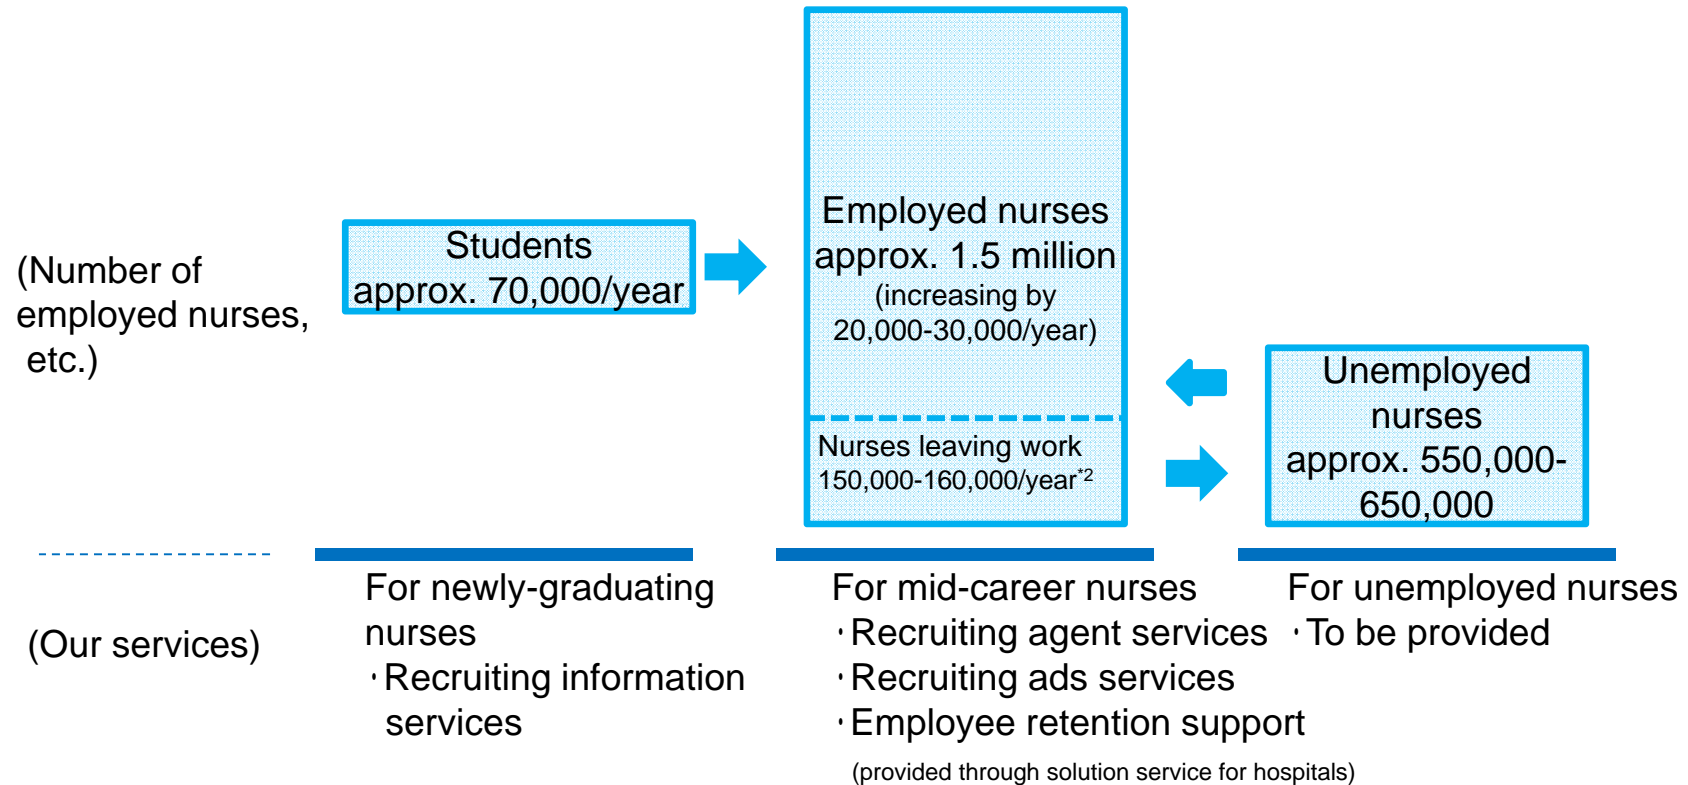 (Number of
employed nurses,
etc.)
Students
approx. 70,000/year
Employed nurses
approx. 1.5 million
(increasing by
20,000-30,000/year)
Nurses leaving work
150,000-160,000/year*2
Unemployed
nurses
approx. 550,000-
650,000
(Our services)
For newly-graduating
nurses
・Recruiting information
services
For mid-career nurses
・Recruiting agent services
・Recruiting ads services
・Employee retention support
(provided through solution service for hospitals)
For unemployed nurses
・To be provided